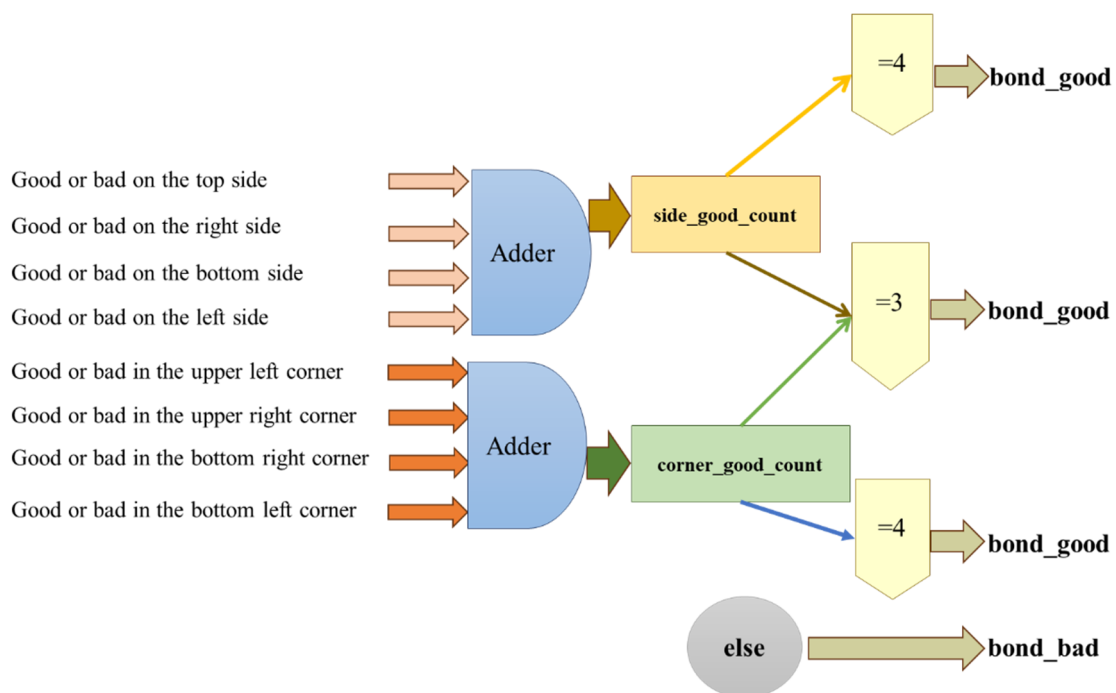 =4
bond_good
Good or bad on the top side
Good or bad on the right side
Good or bad on the bottom side
Good or bad on the left side
Adder
side_good_count
=3
bond_good
Good or bad in the upper left corner
Good or bad in the upper right corner
Good or bad in the bottom right corner
Good or bad in the bottom left corner
Adder
corner_good_count
=4
bond_good
else
bond_bad